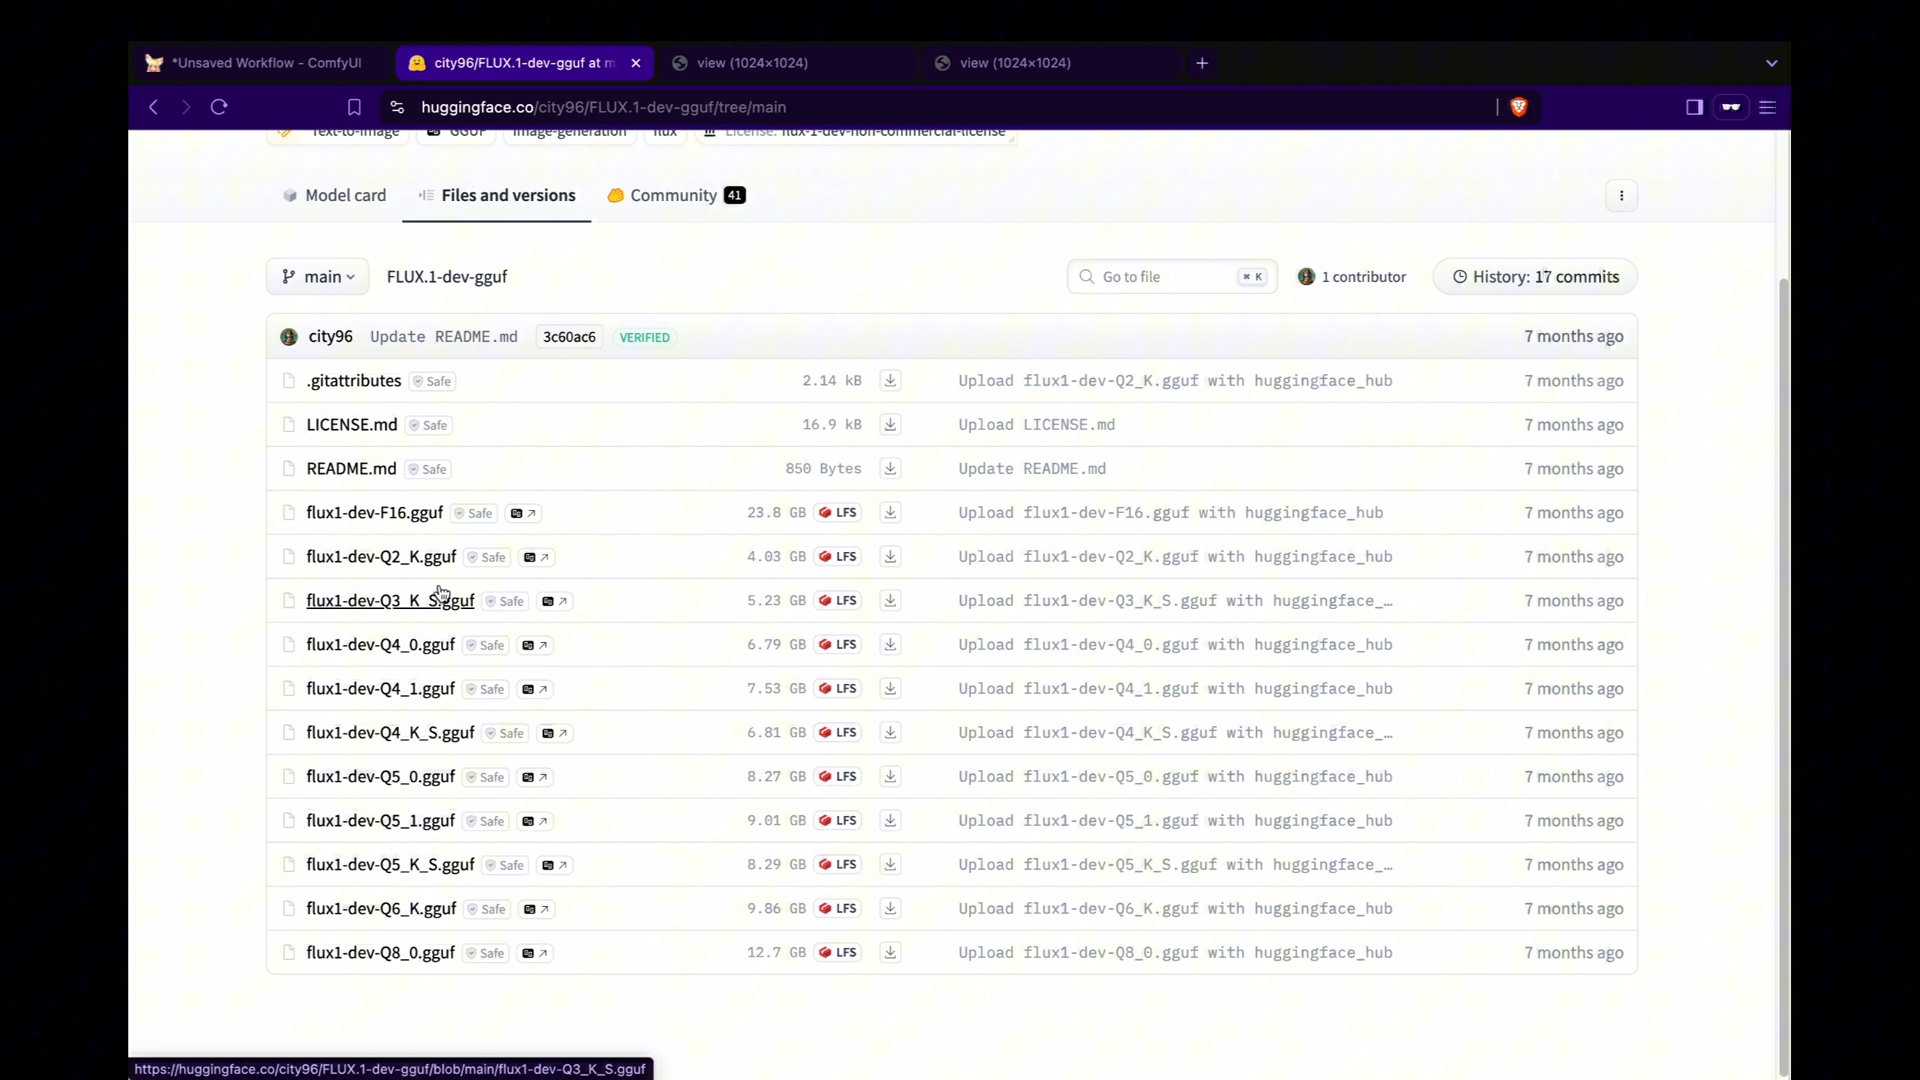 *Unsaved Workflow - ComfyUI
city96/FLUX.1-dev-gguf at m
view (1024×1024)
view (1024×1024)
huggingface.co/city96/FLUX.1-dev-gguf/tree/main
Text-to-image GGUF image-generation flux License: flux-1-dev-non-commercial-license
Model card Files and versions Community 41
main FLUX.1-dev-gguf Go to file ⌘ K 1 contributor History: 17 commits
city96 Update README.md 3c60ac6 VERIFIED 7 months ago
.gitattributes Safe 2.14 kB Upload flux1-dev-Q2_K.gguf with huggingface_hub 7 months ago
LICENSE.md Safe 16.9 kB Upload LICENSE.md 7 months ago
README.md Safe 850 Bytes Update README.md 7 months ago
flux1-dev-F16.gguf Safe 23.8 GB LFS Upload flux1-dev-F16.gguf with huggingface_hub 7 months ago
flux1-dev-Q2_K.gguf Safe 4.03 GB LFS Upload flux1-dev-Q2_K.gguf with huggingface_hub 7 months ago
flux1-dev-Q3_K_S.gguf Safe 5.23 GB LFS Upload flux1-dev-Q3_K_S.gguf with huggingface_… 7 months ago
flux1-dev-Q4_0.gguf Safe 6.79 GB LFS Upload flux1-dev-Q4_0.gguf with huggingface_hub 7 months ago
flux1-dev-Q4_1.gguf Safe 7.53 GB LFS Upload flux1-dev-Q4_1.gguf with huggingface_hub 7 months ago
flux1-dev-Q4_K_S.gguf Safe 6.81 GB LFS Upload flux1-dev-Q4_K_S.gguf with huggingface_… 7 months ago
flux1-dev-Q5_0.gguf Safe 8.27 GB LFS Upload flux1-dev-Q5_0.gguf with huggingface_hub 7 months ago
flux1-dev-Q5_1.gguf Safe 9.01 GB LFS Upload flux1-dev-Q5_1.gguf with huggingface_hub 7 months ago
flux1-dev-Q5_K_S.gguf Safe 8.29 GB LFS Upload flux1-dev-Q5_K_S.gguf with huggingface_… 7 months ago
flux1-dev-Q6_K.gguf Safe 9.86 GB LFS Upload flux1-dev-Q6_K.gguf with huggingface_hub 7 months ago
flux1-dev-Q8_0.gguf Safe 12.7 GB LFS Upload flux1-dev-Q8_0.gguf with huggingface_hub 7 months ago
https://huggingface.co/city96/FLUX.1-dev-gguf/blob/main/flux1-dev-Q3_K_S.gguf